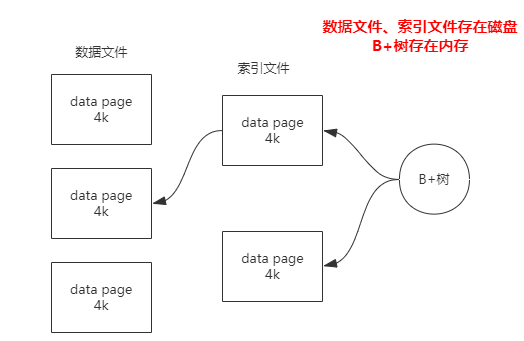 数据文件、索引文件存在磁盘
B+树存在内存
数据文件
索引文件
data page
4k
data page
4k
data page
4k
data page
4k
data page
4k
B+树